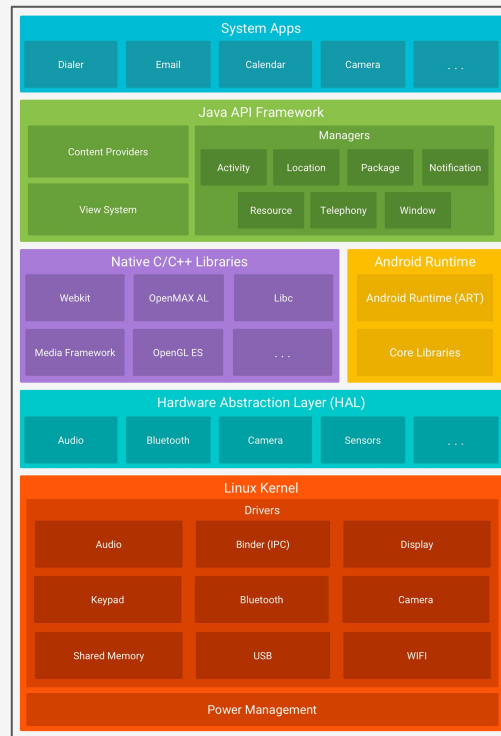 System Apps
Dialer
Email
Calendar
Camera
. . .
Java API Framework
Content Providers
View System
Managers
Activity
Location
Package
Notification
Resource
Telephony
Window
Native C/C++ Libraries
Webkit
OpenMAX AL
Libc
Media Framework
OpenGL ES
. . .
Android Runtime
Android Runtime (ART)
Core Libraries
Hardware Abstraction Layer (HAL)
Audio
Bluetooth
Camera
Sensors
. . .
Linux Kernel
Drivers
Audio
Binder (IPC)
Display
Keypad
Bluetooth
Camera
Shared Memory
USB
WIFI
Power Management